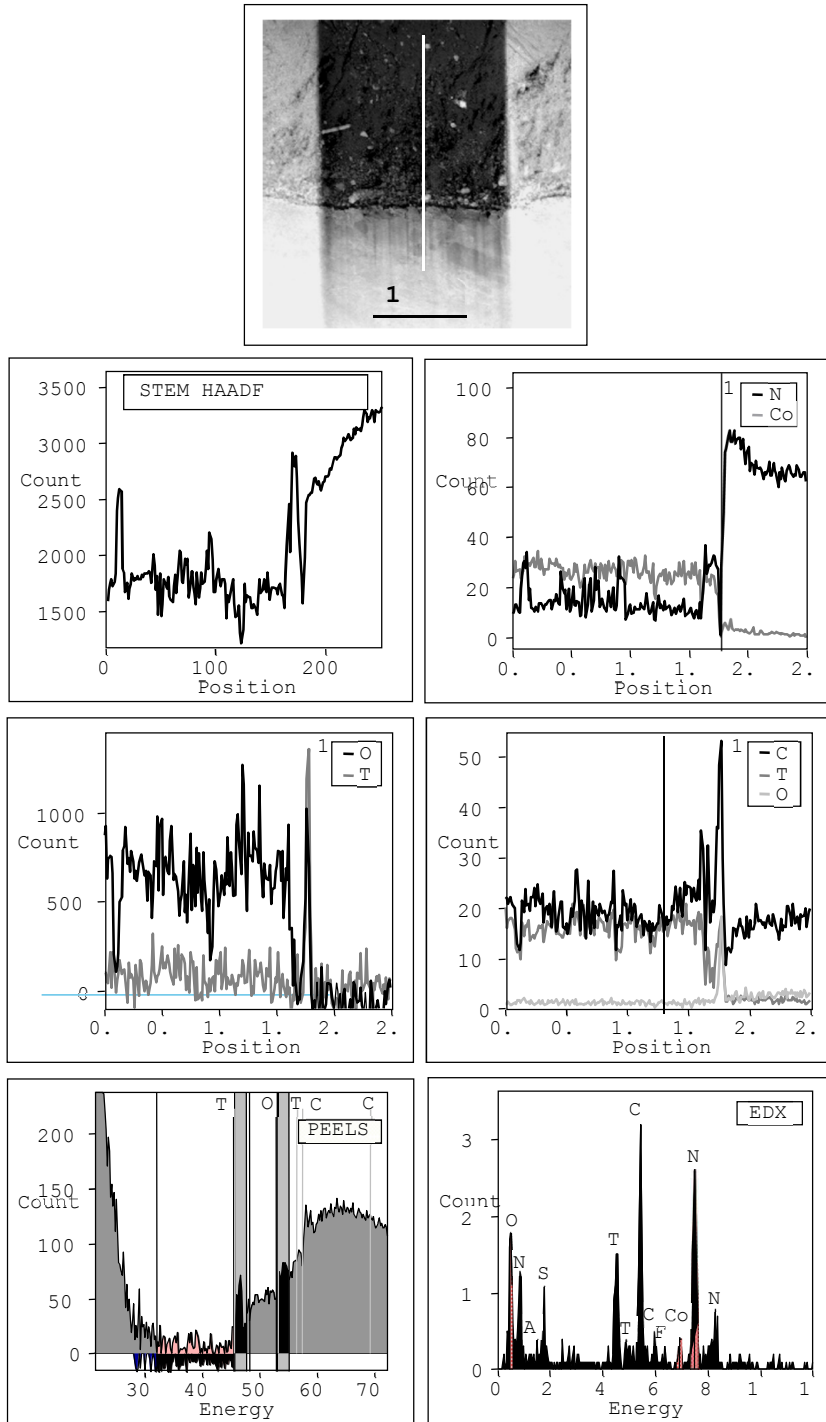 1
STEM HAADF
3500
3000
Count
2500
2000
1500
0
100
200
Position
1
N
Co
100
80
Count
60
40
20
0
0.
0.
1.
1.
2.
2.
Position
1
O
T
1000
Count
500
0
0.
0.
1.
1.
2.
2.
Position
1
C
T
O
50
Count
40
30
20
10
0
0.
0.
1.
1.
2.
2.
Position
T
O
T
C
C
PEELS
200
150
Count
100
50
0
30
40
50
60
70
Energy
EDX
C
3
N
Count
2
O
T
N
S
1
N
A
T
C
F
Co
0
0
2
4
6
8
1
1
Energy